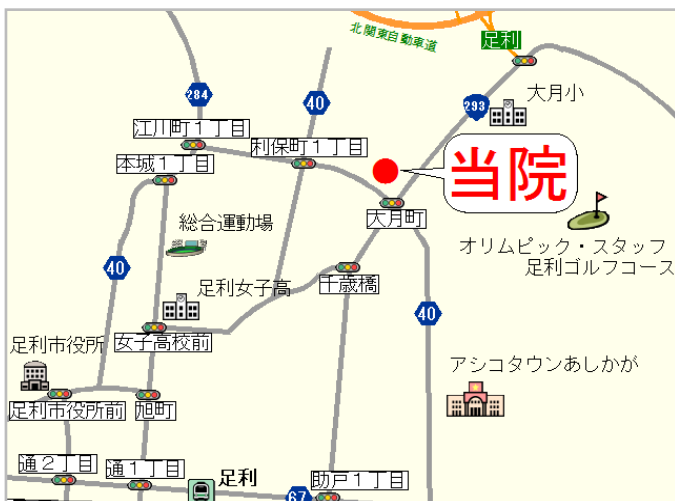 北関東自動車道
足利
大月小
284
293
40
江川町１丁目
利保町１丁目
本城１丁目
当院
大月町
総合運動場
オリムピック・スタッフ
足利ゴルフコース
40
足利女子高
千歳橋
40
足利市役所
女子高校前
アシコタウンあしかが
足利市役所前
旭町
通２丁目
通１丁目
足利
67
助戸１丁目